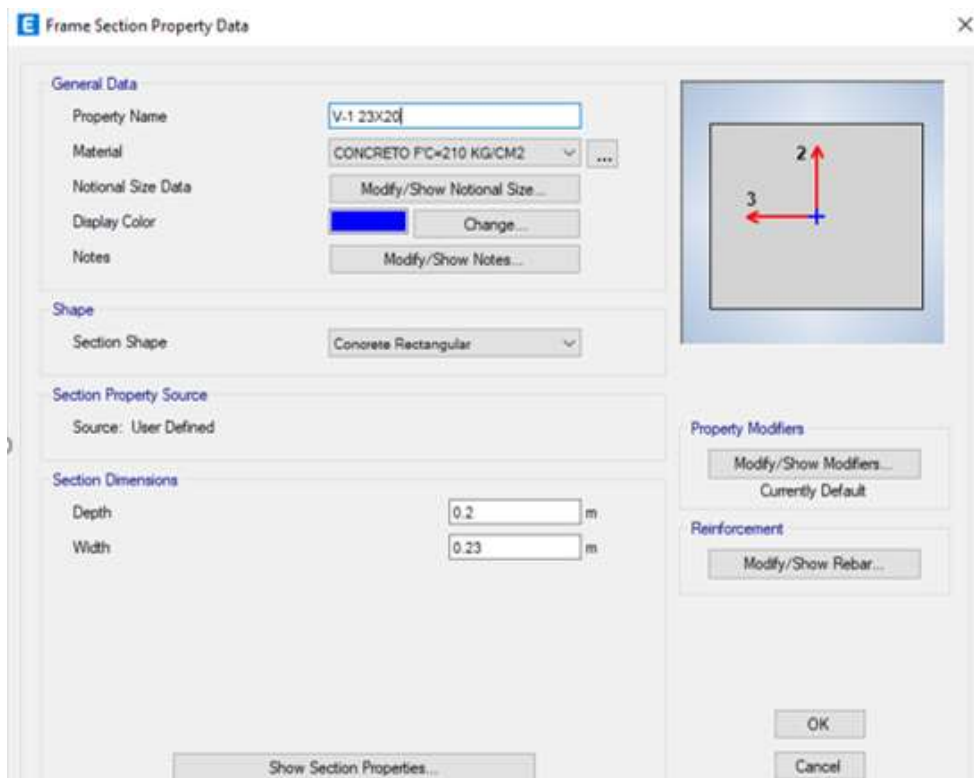 E Frame Section Property Data
General Data
Property Name V-1 23X20
Material CONCRETO F'C=210 KG/CM2 ...
Notional Size Data Modify/Show Notional Size...
Display Color Change...
Notes Modify/Show Notes...
2
3
Shape
Section Shape Concrete Rectangular
Section Property Source
Source: User Defined
Property Modifiers
Modify/Show Modifiers...
Currently Default
Section Dimensions
Depth 0.2 m
Width 0.23 m
Reinforcement
Modify/Show Rebar...
OK
Show Section Properties...
Cancel